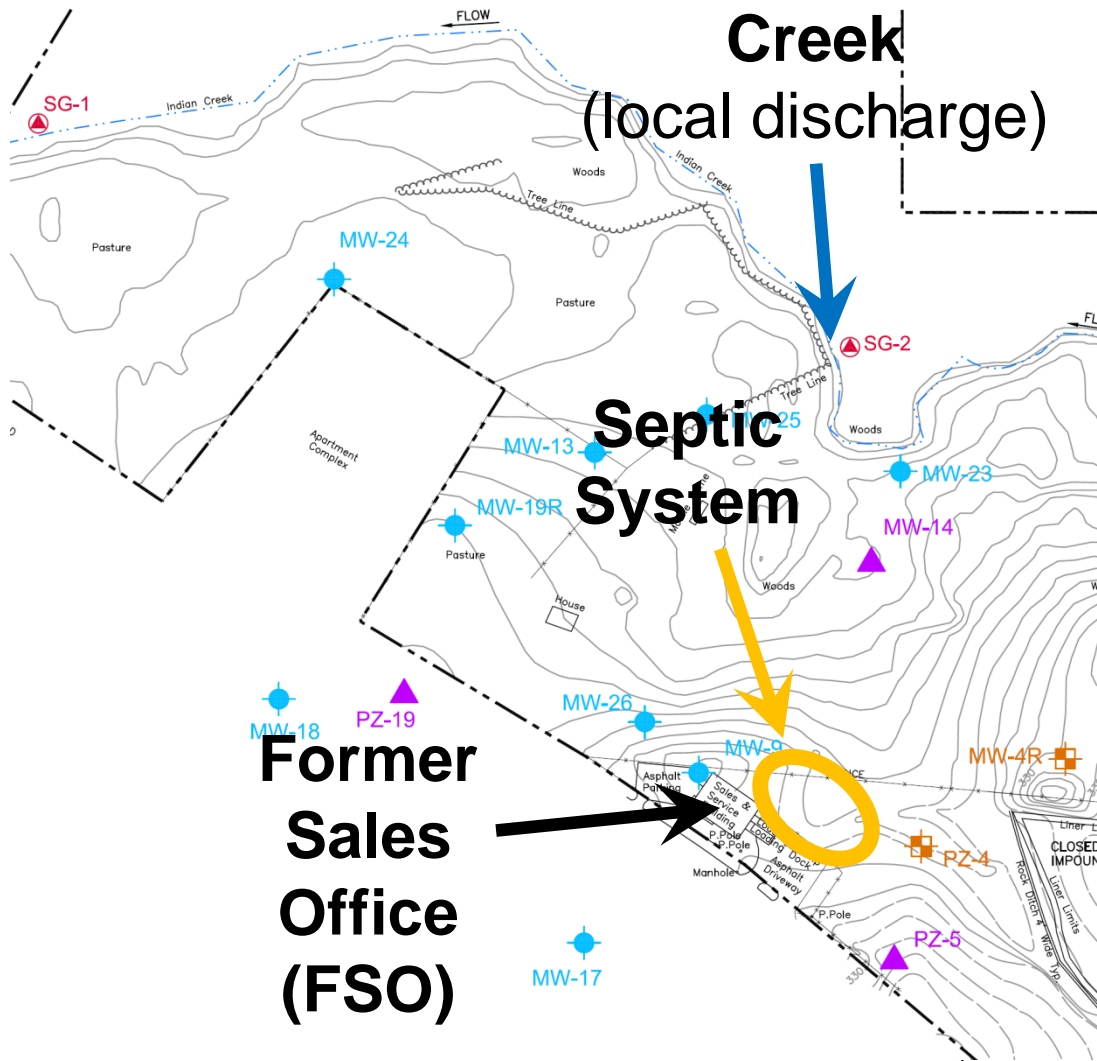 FLOW
Creek
(local discharge)
SG-1
Indian Creek
Woods
Indian Creek
Tree Line
Pasture
MW-24
Pasture
SG-2
Tree Line
Septic
System
MW-25
Woods
Apartment
Complex
MW-13
MW-23
MW-19R
MW-14
Pasture
Woods
House
MW-26
MW-18
PZ-19
MW-9
MW-4R
330
Former
Sales
Office
(FSO)
Asphalt
Parking
Sales &
Service
P.Pole
P.Pole
Loading Dock
Asphalt
Driveway
Manhole
P.Pole
PZ-4
Liner L
CLOSED
IMPOUN
Rock Ditch 4' Wide Typ.
Liner Limits
PZ-5
330
MW-17